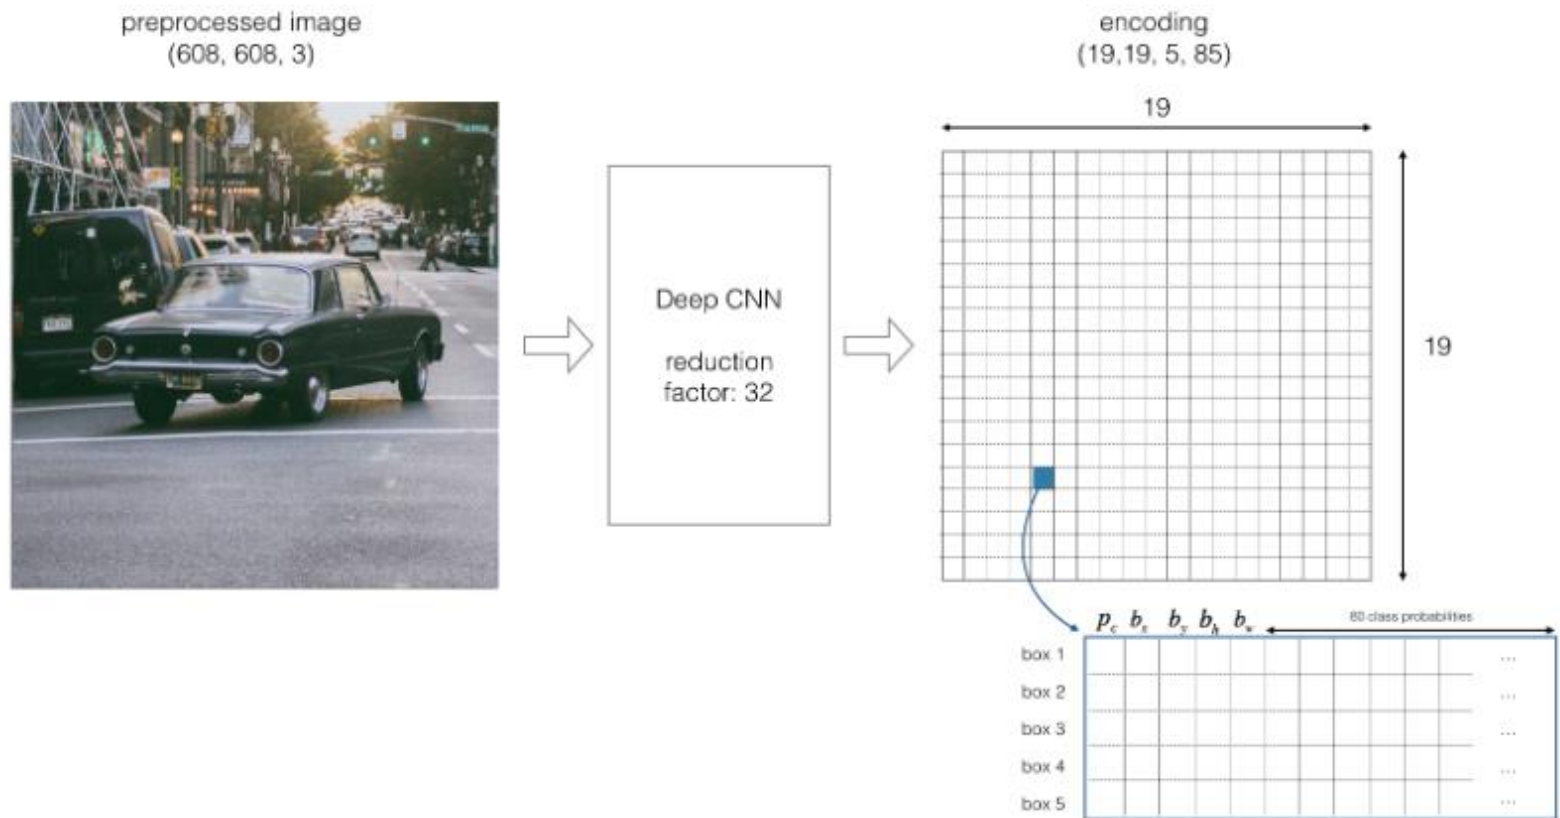 preprocessed image
(608, 608, 3)
encoding
(19,19, 5, 85)
19
19
Deep CNN
reduction
factor: 32
p_c b_x b_y b_h b_w
80 class probabilities
box 1 ...
box 2 ...
box 3 ...
box 4 ...
box 5 ...